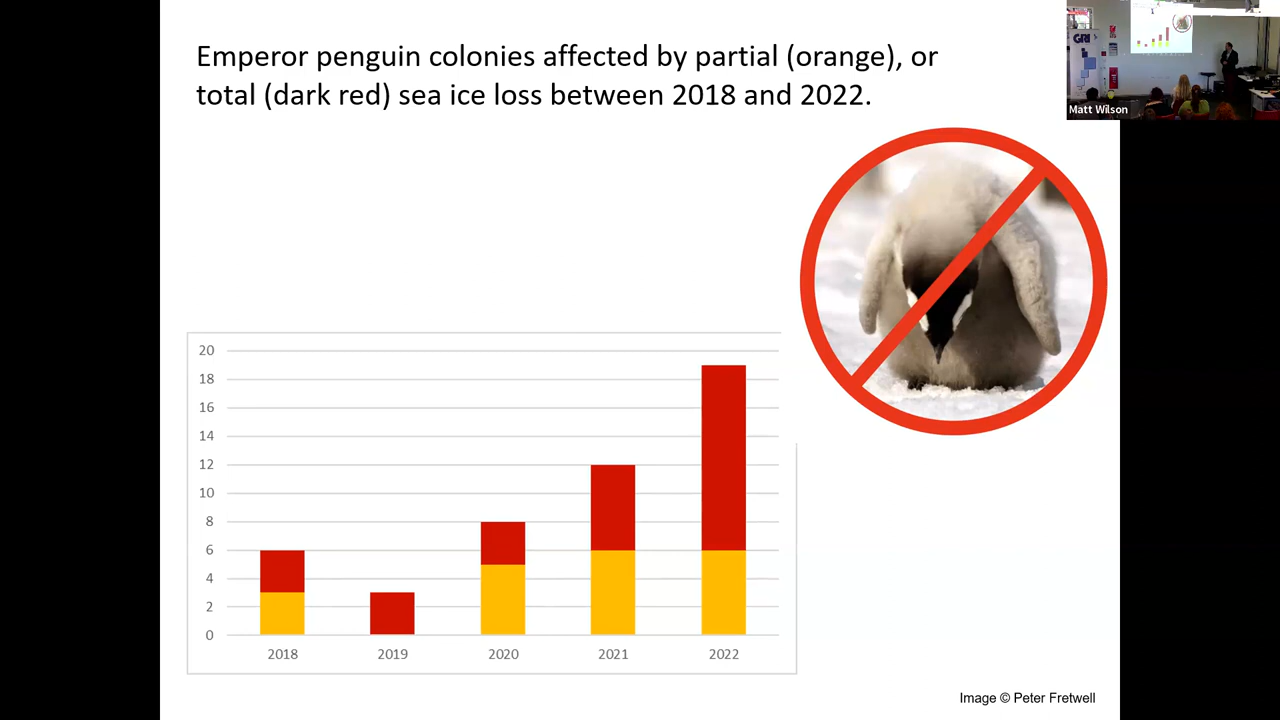 Emperor penguin colonies affected by partial (orange), or
total (dark red) sea ice loss between 2018 and 2022.
GRI
Matt Wilson
20
18
16
14
12
10
8
6
4
2
0
2018 2019 2020 2021 2022
Image © Peter Fretwell